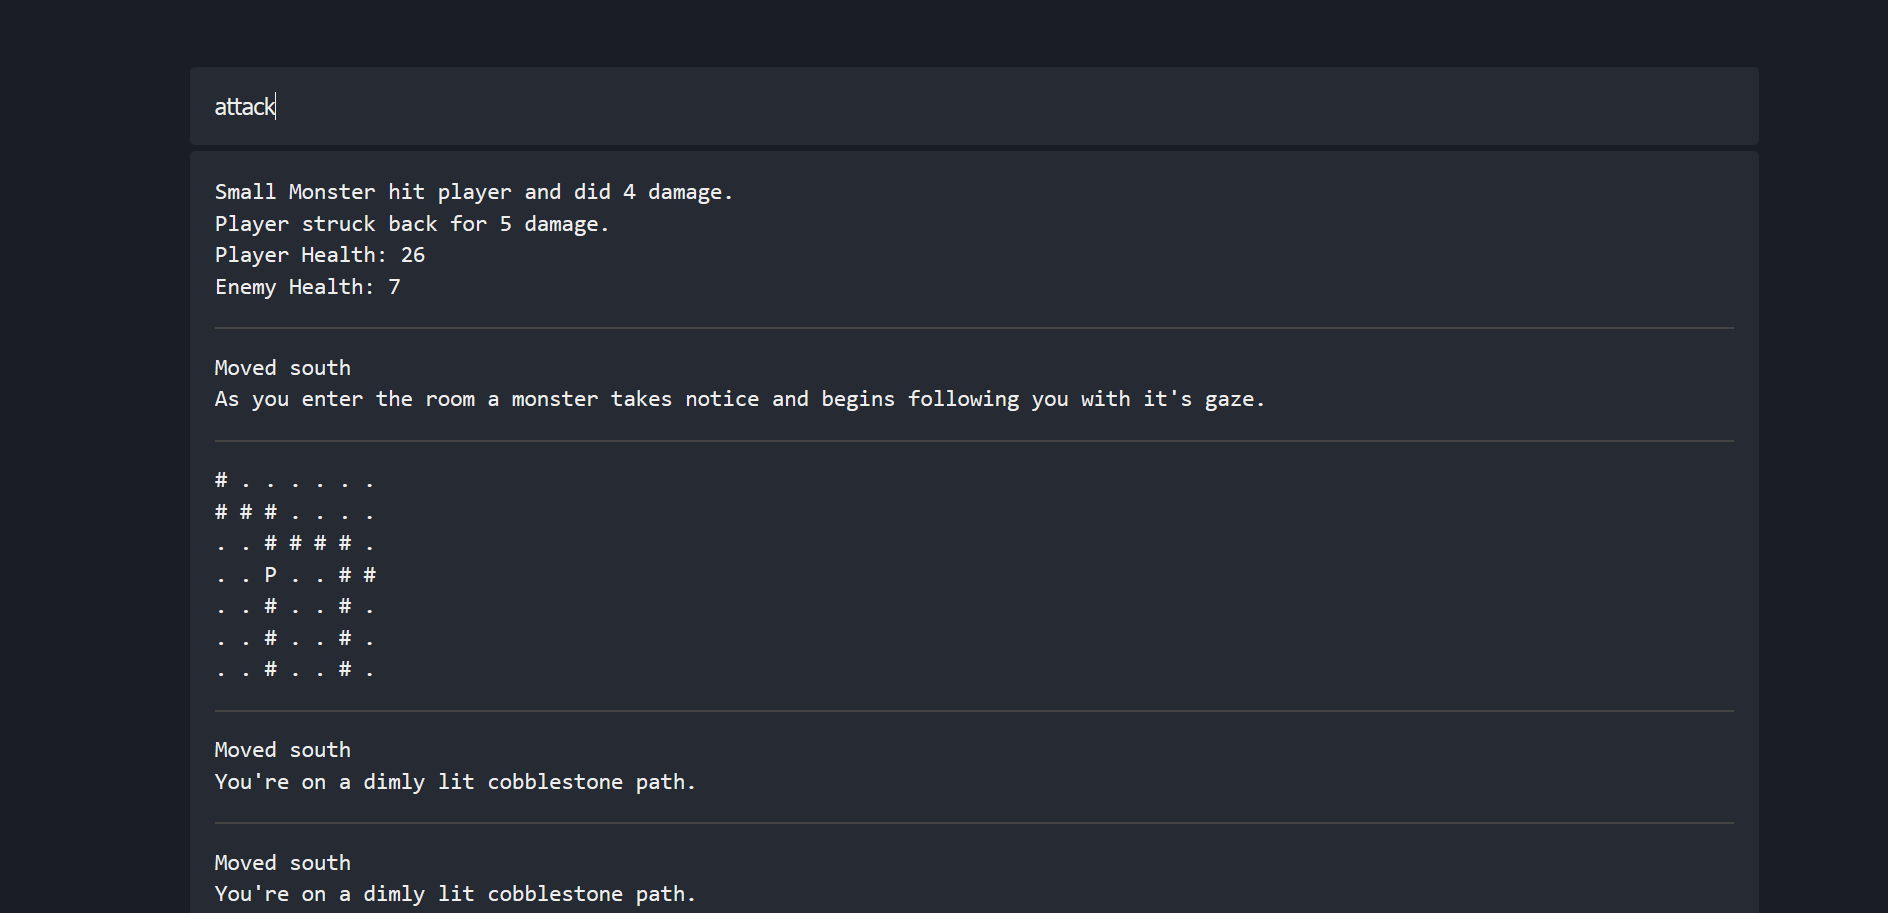 attack
Small Monster hit player and did 4 damage.
Player struck back for 5 damage.
Player Health: 26
Enemy Health: 7
Moved south
As you enter the room a monster takes notice and begins following you with it's gaze.
# . . . . . .
# # # . . . .
. . # # # # .
. . P . . # #
. . # . . # .
. . # . . # .
. . # . . # .
Moved south
You're on a dimly lit cobblestone path.
Moved south
You're on a dimly lit cobblestone path.